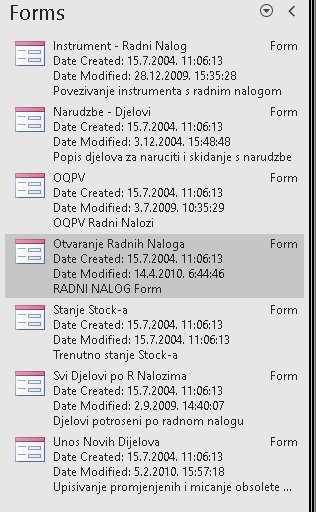 Forms
Instrument - Radni Nalog Form
Date Created: 15.7.2004. 11:06:13
Date Modified: 28.12.2009. 15:35:28
Povezivanje instrumenta s radnim nalogom
Narudzbe - Djelovi Form
Date Created: 15.7.2004. 11:06:13
Date Modified: 3.12.2004. 15:48:48
Popis djelova za naruciti i skidanje s narudzbe
OQPV Form
Date Created: 15.7.2004. 11:06:13
Date Modified: 3.7.2009. 10:35:29
OQPV Radni Nalozi
Otvaranje Radnih Naloga Form
Date Created: 15.7.2004. 11:06:13
Date Modified: 14.4.2010. 6:44:46
RADNI NALOG Form
Stanje Stock-a Form
Date Created: 15.7.2004. 11:06:13
Date Modified: 15.7.2004. 11:06:13
Trenutno stanje Stock-a
Svi Djelovi po R Nalozima Form
Date Created: 15.7.2004. 11:06:13
Date Modified: 2.9.2009. 14:40:07
Djelovi potroseni po radnom nalogu
Unos Novih Dijelova Form
Date Created: 15.7.2004. 11:06:13
Date Modified: 5.2.2010. 15:57:18
Upisivanje promjenjenih i micanje obsolete ...